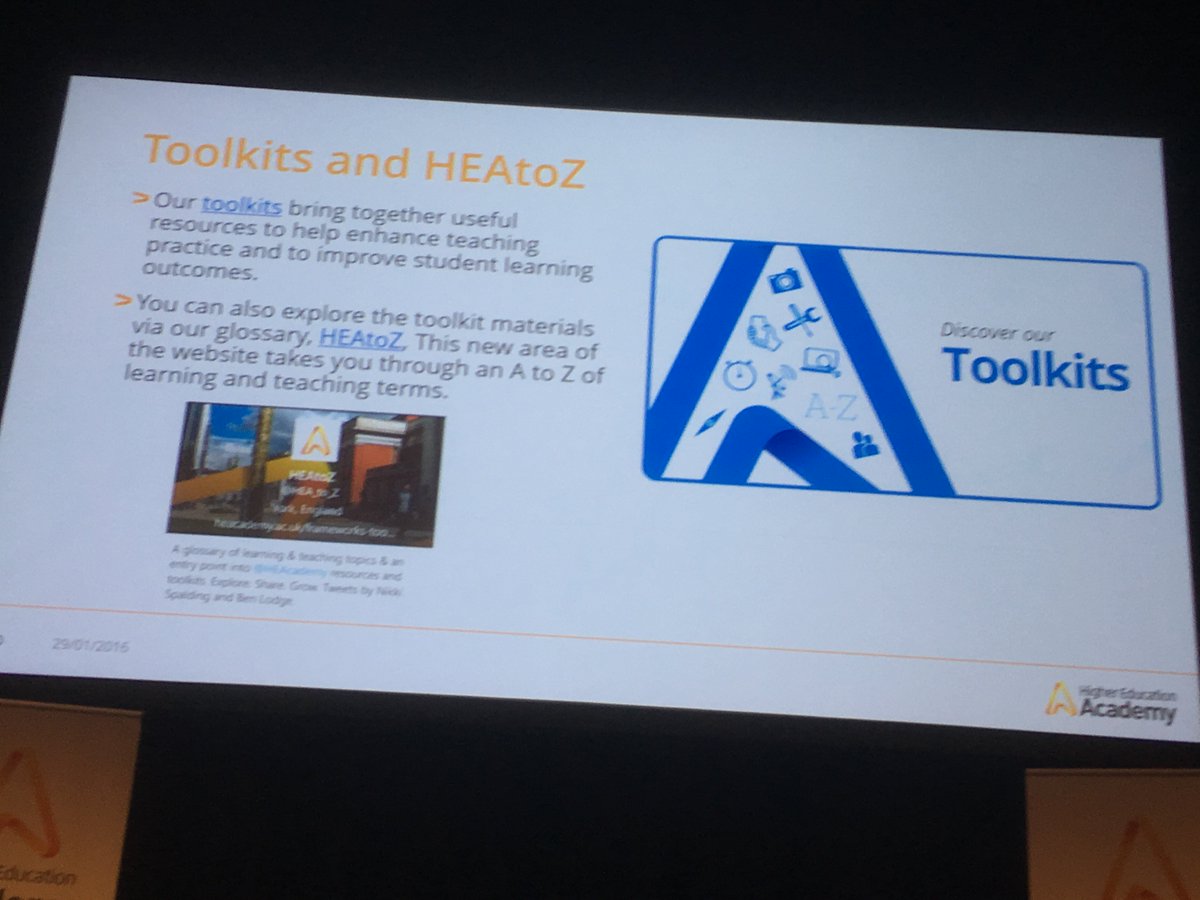 Toolkits and HEAtoZ
> Our toolkits bring together useful
resources to help enhance teaching
practice and to improve student learning
outcomes.
> You can also explore the toolkit materials
via our glossary, HEAtoZ. This new area of
the website takes you through an A to Z of
learning and teaching terms.
HEAtoZ
@HEA_to_Z
York, England
heacademy.ac.uk/frameworks-too...
A glossary of learning & teaching topics & an
entry point into @HEAcademy resources and
toolkits. Explore. Share. Grow. Tweets by Nikki
Spalding and Ben Lodge.
A-Z
Discover our
Toolkits
29/01/2016
Higher Education
Academy
Education